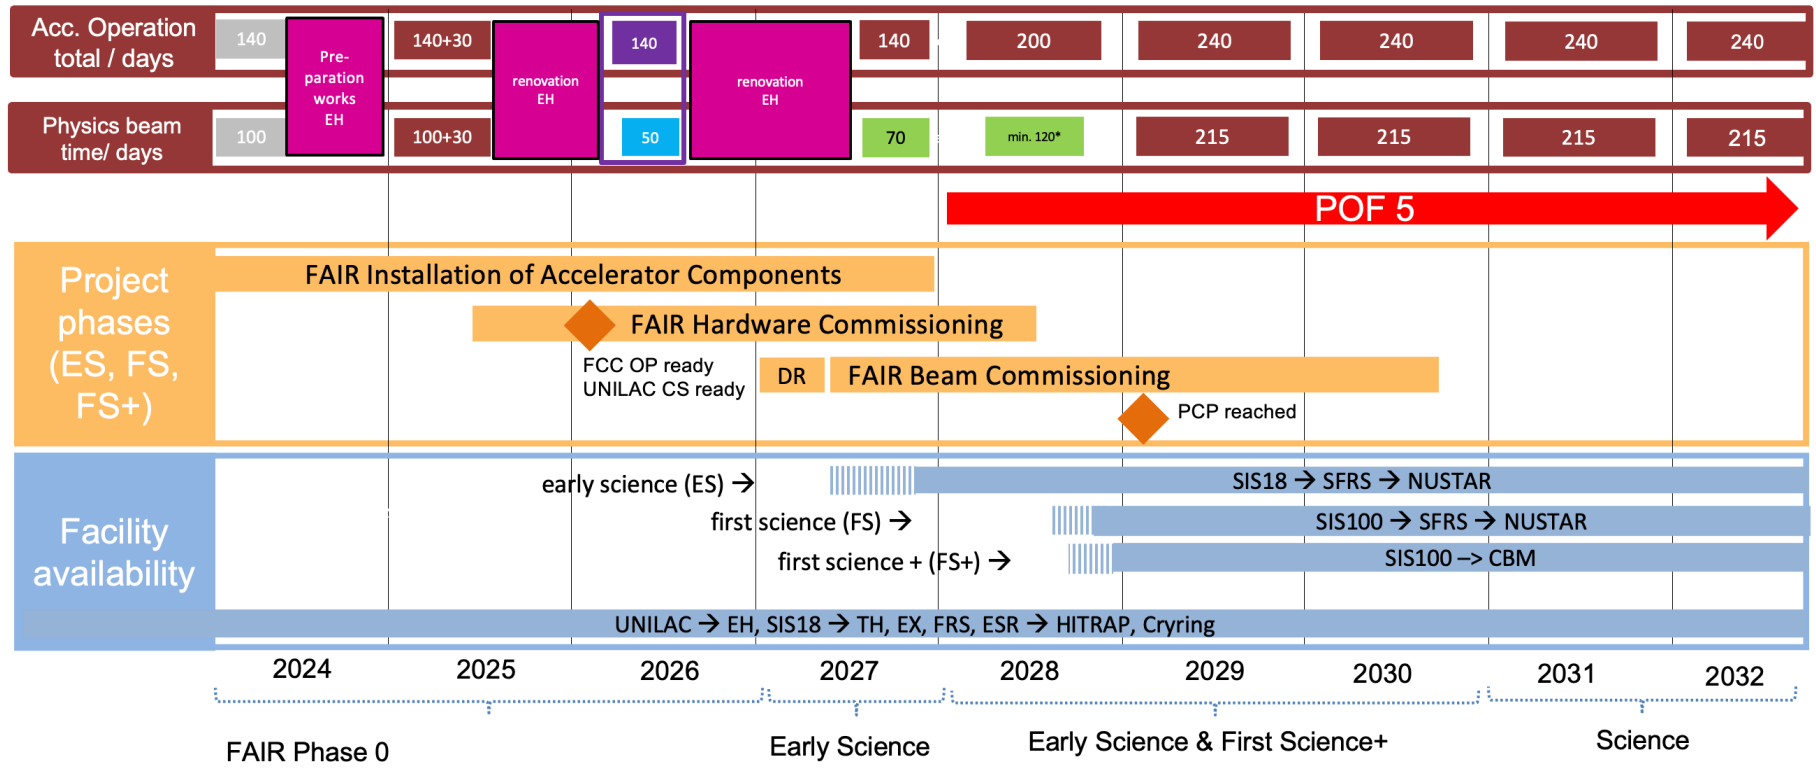 Acc. Operation
total / days
140
Pre-
paration
works
EH
140+30
renovation
EH
140
renovation
EH
140
200
240
240
240
240
Physics beam
time/ days
100
100+30
50
70
min. 120*
215
215
215
215
POF 5
Project
phases
(ES, FS,
FS+)
FAIR Installation of Accelerator Components
FAIR Hardware Commissioning
FCC OP ready
UNILAC CS ready
DR
FAIR Beam Commissioning
PCP reached
Facility
availability
early science (ES) →
SIS18 → SFRS → NUSTAR
first science (FS) →
SIS100 → SFRS → NUSTAR
first science + (FS+) →
SIS100 –> CBM
UNILAC → EH, SIS18 → TH, EX, FRS, ESR → HITRAP, Cryring
2024
2025
2026
2027
2028
2029
2030
2031
2032
FAIR Phase 0
Early Science
Early Science & First Science+
Science